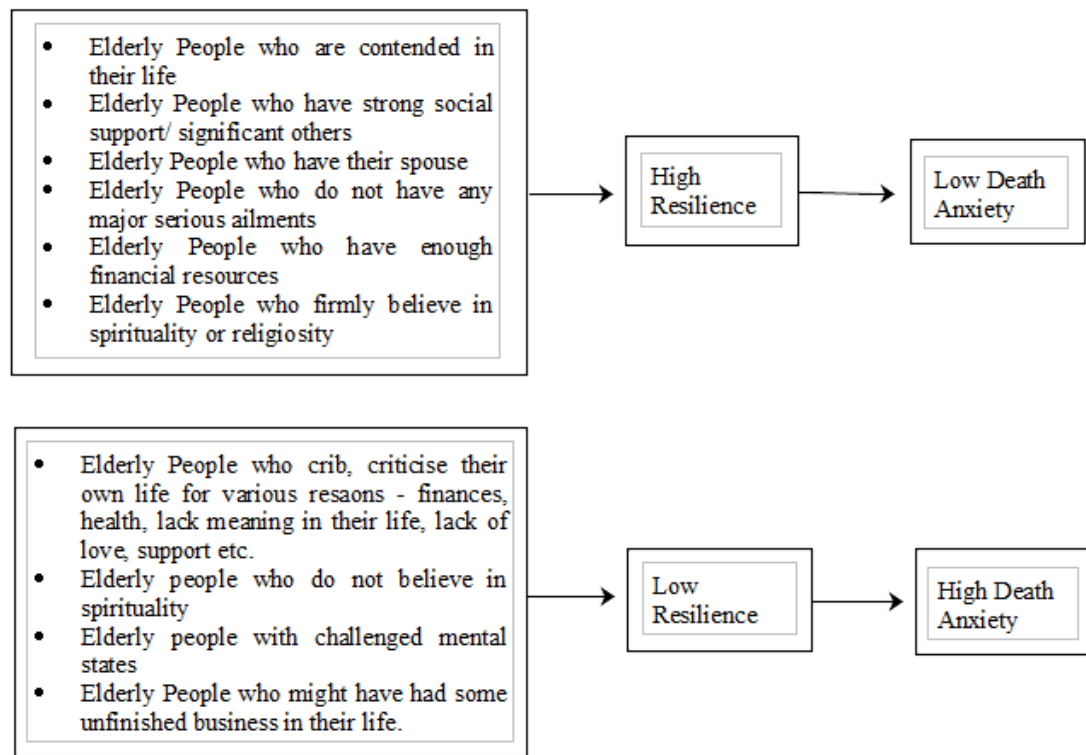 • Elderly People who are contended in
their life
• Elderly People who have strong social
support/ significant others
• Elderly People who have their spouse
• Elderly People who do not have any
major serious ailments
• Elderly People who have enough
financial resources
• Elderly People who firmly believe in
spirituality or religiosity
High
Resilience
Low Death
Anxiety
• Elderly People who crib, criticise their
own life for various resaons - finances,
health, lack meaning in their life, lack of
love, support etc.
• Elderly people who do not believe in
spirituality
• Elderly people with challenged mental
states
• Elderly People who might have had some
unfinished business in their life.
Low
Resilience
High Death
Anxiety